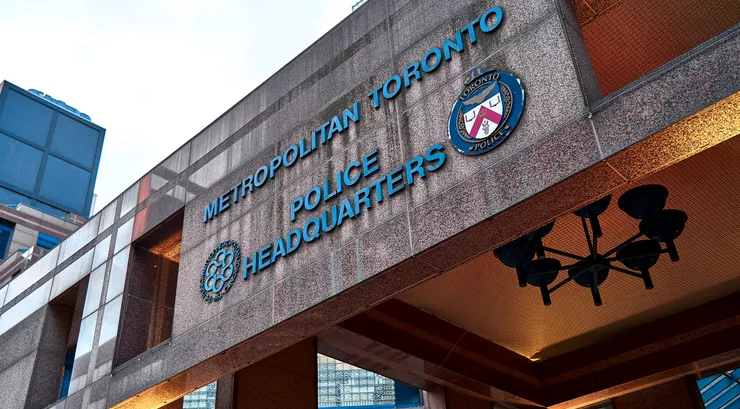 METROPOLITAN TORONTO
POLICE
HEADQUARTERS
TORONTO
POLICE